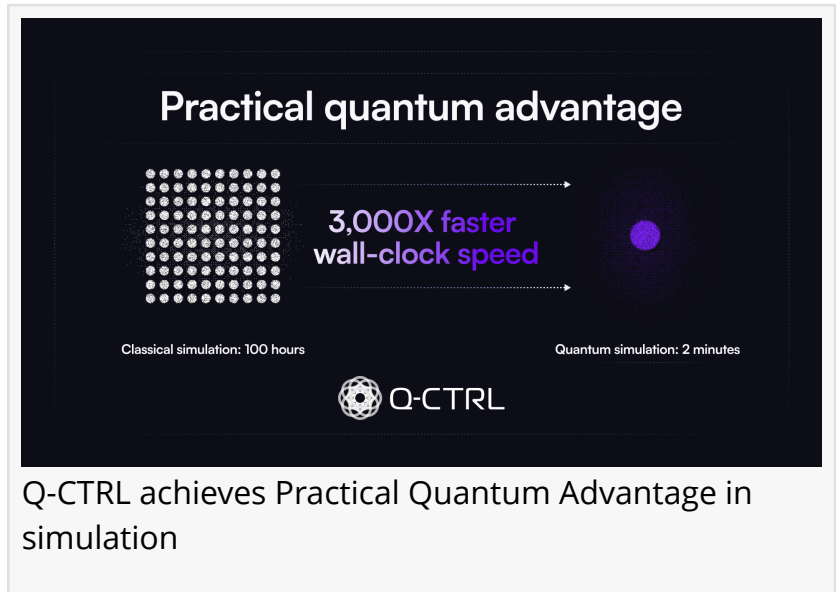 Practical quantum advantage
3,000X faster
wall-clock speed
Classical simulation: 100 hours
Quantum simulation: 2 minutes
Q-CTRL
Q-CTRL achieves Practical Quantum Advantage in
simulation